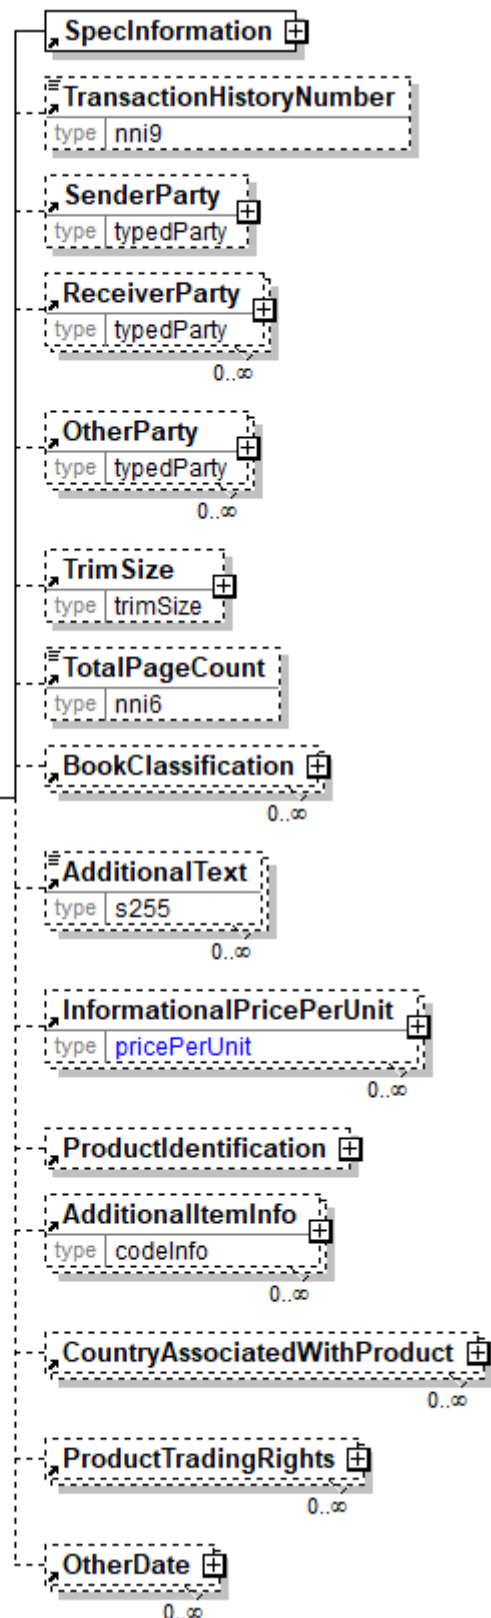 SpecInformation
TransactionHistoryNumber
type nni9
SenderParty
type typedParty
ReceiverParty
type typedParty
0..∞
OtherParty
type typedParty
0..∞
TrimSize
type trimSize
TotalPageCount
type nni6
BookClassification
0..∞
AdditionalText
type s255
0..∞
InformationalPricePerUnit
type pricePerUnit
0..∞
ProductIdentification
AdditionalItemInfo
type codeInfo
0..∞
CountryAssociatedWithProduct
0..∞
ProductTradingRights
0..∞
OtherDate
0..∞